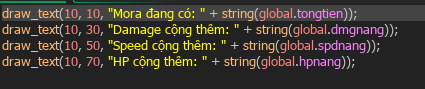 draw_text(10, 10, "Mora đang có: " + string(global.tongtien));
draw_text(10, 30, "Damage cộng thêm: " + string(global.dmgnang));
draw_text(10, 50, "Speed cộng thêm: " + string(global.spdnang));
draw_text(10, 70, "HP cộng thêm: " + string(global.hpnang));